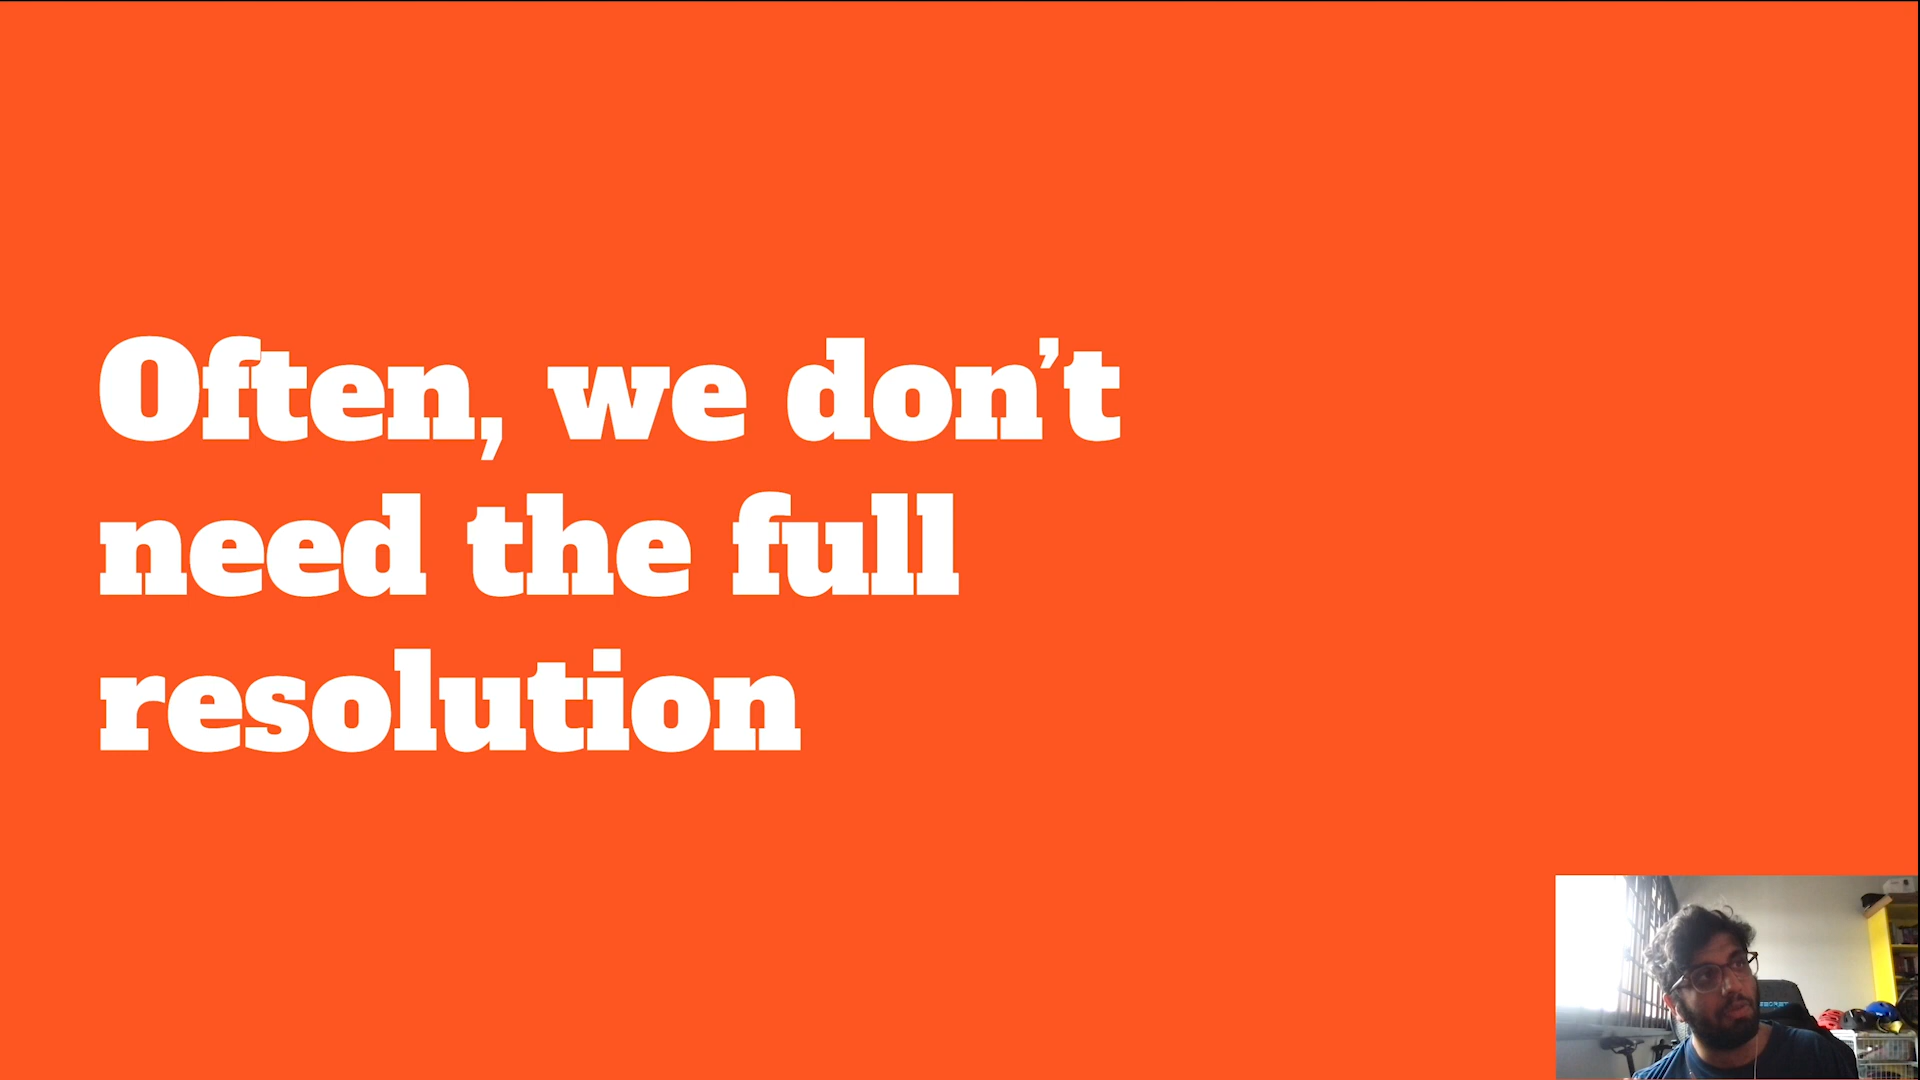 Often, we don’t
need the full
resolution